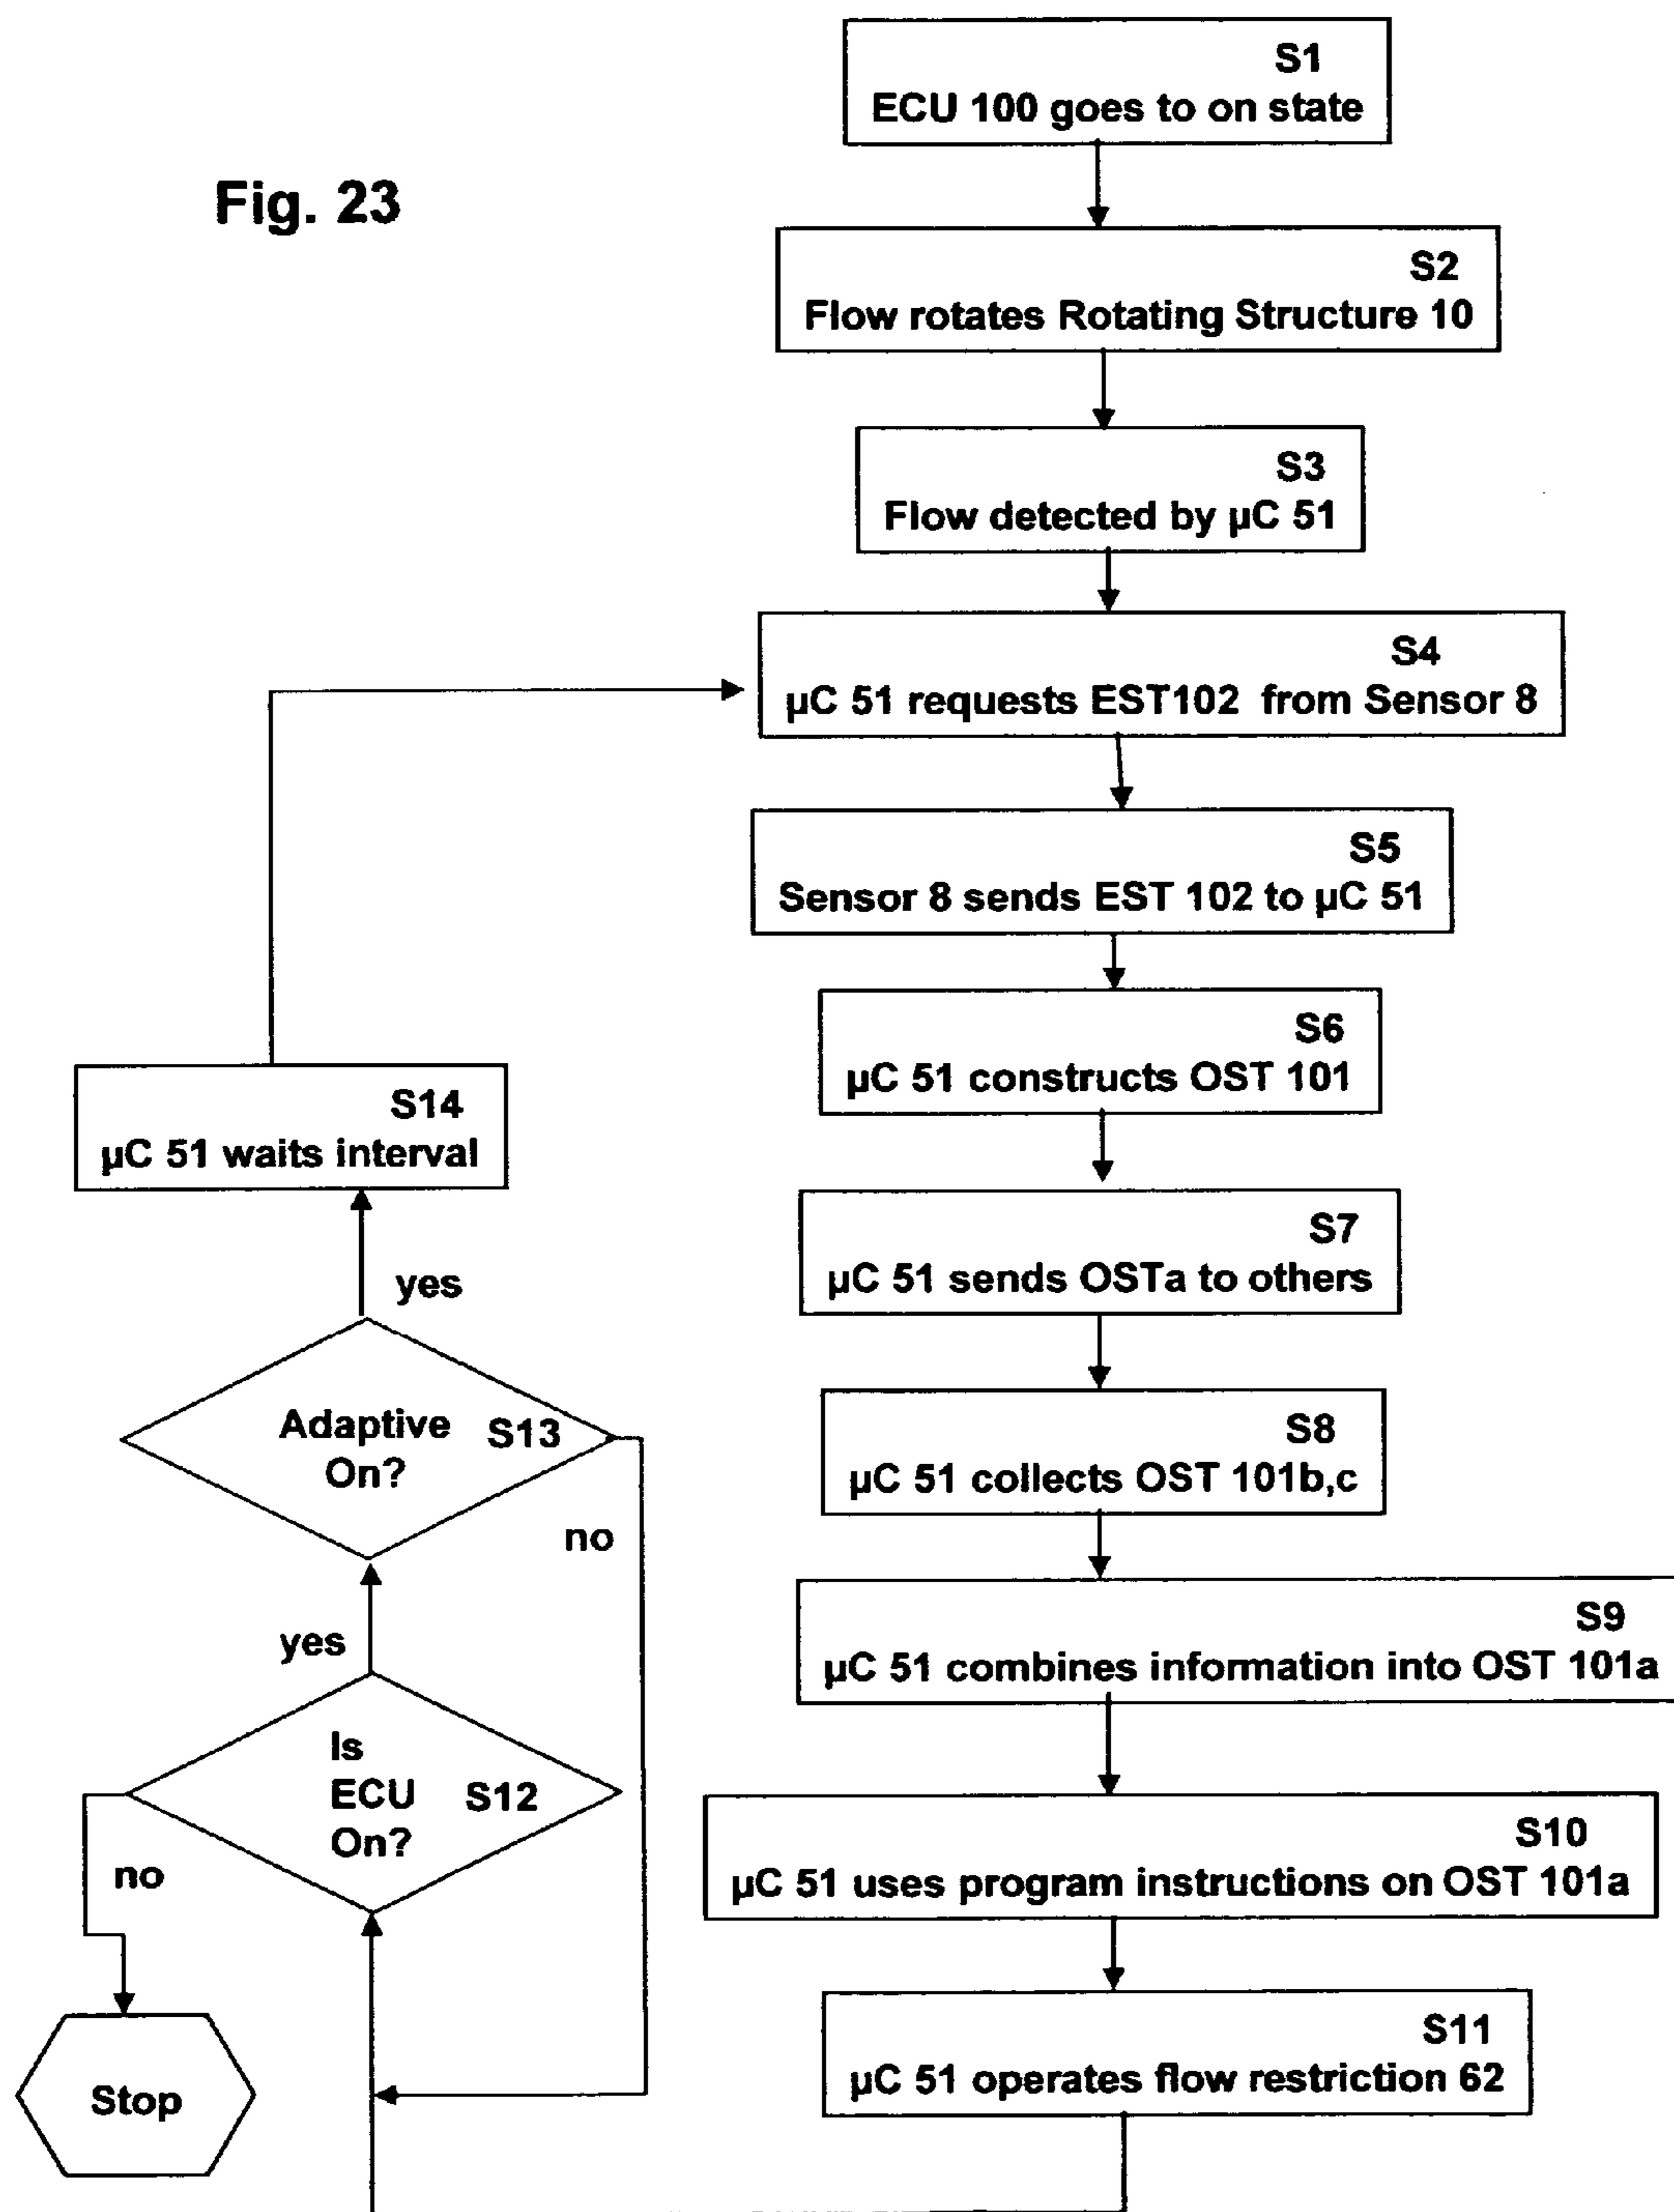 Fig. 23
S1
ECU 100 goes to on state
S2
Flow rotates Rotating Structure 10
S3
Flow detected by µC 51
S4
µC 51 requests EST102 from Sensor 8
S5
Sensor 8 sends EST 102 to µC 51
S6
µC 51 constructs OST 101
S7
µC 51 sends OSTa to others
S8
µC 51 collects OST 101b,c
S9
µC 51 combines information into OST 101a
S10
µC 51 uses program instructions on OST 101a
S11
µC 51 operates flow restriction 62
Is
ECU S12
On?
no
Stop
yes
Adaptive S13
On?
no
yes
S14
µC 51 waits interval